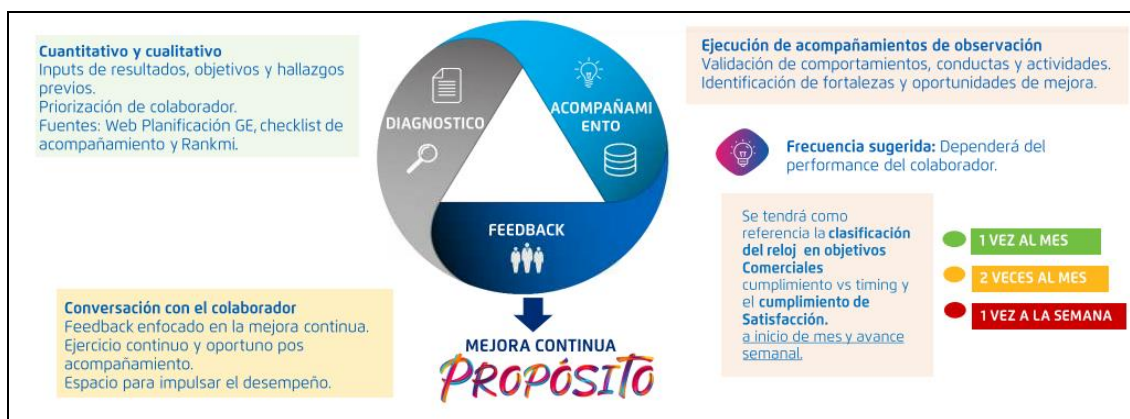 Cuantitativo y cualitativo
Inputs de resultados, objetivos y hallazgos
previos.
Priorización de colaborador.
Fuentes: Web Planificación GE, checklist de
acompañamiento y Rankmi.
DIAGNOSTICO
ACOMPAÑAMI
ENTO
FEEDBACK
Ejecución de acompañamientos de observación
Validación de comportamientos, conductas y actividades.
Identificación de fortalezas y oportunidades de mejora.
Frecuencia sugerida: Dependerá del
performance del colaborador.
Se tendrá como
referencia la clasificación
del reloj en objetivos
Comerciales
cumplimiento vs timing y
el cumplimiento de
Satisfacción.
a inicio de mes y avance
semanal.
1 VEZ AL MES
2 VECES AL MES
1 VEZ A LA SEMANA
Conversación con el colaborador
Feedback enfocado en la mejora continua.
Ejercicio continuo y oportuno pos
acompañamiento.
Espacio para impulsar el desempeño.
MEJORA CONTINUA
PROPÓSITO